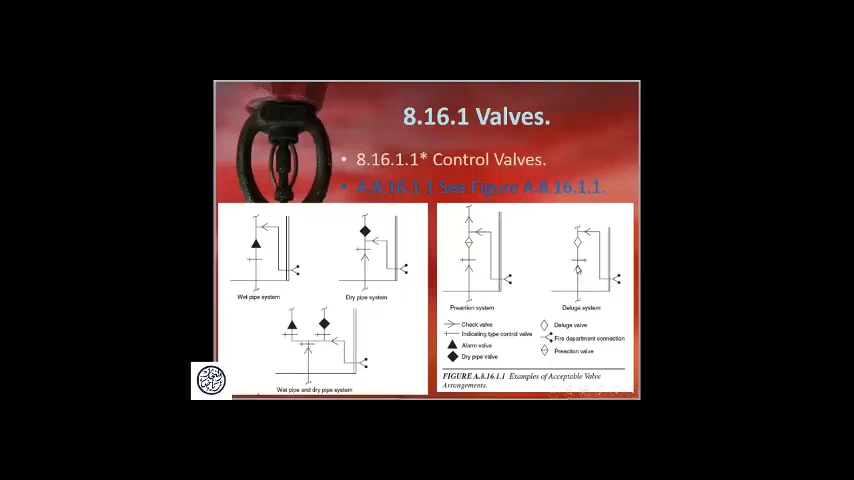 8.16.1 Valves.
• 8.16.1.1* Control Valves.
• A.8.16.1.1 See Figure A.8.16.1.1.
Wet pipe system
Dry pipe system
Wet pipe and dry pipe system
Preaction system
Deluge system
Check valve
Indicating type control valve
Alarm valve
Dry pipe valve
Deluge valve
Fire department connection
Preaction valve
FIGURE A.8.16.1.1 Examples of Acceptable Valve
Arrangements.